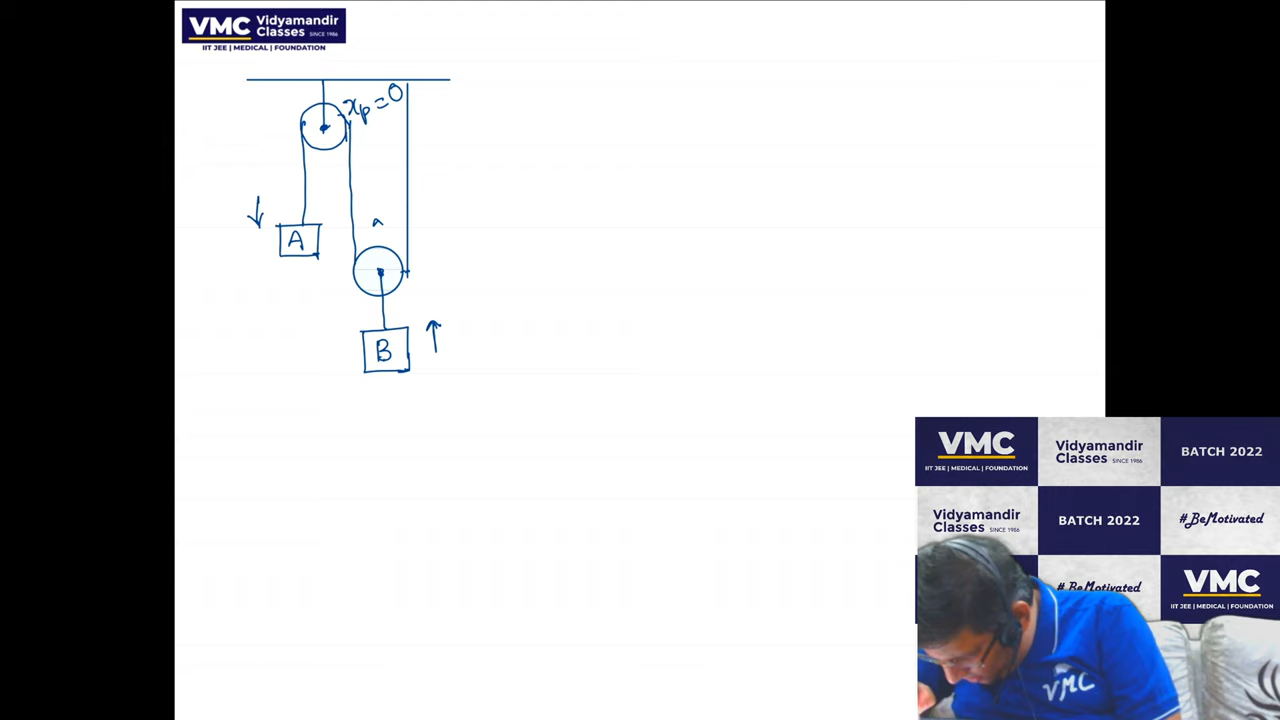 VMC Vidyamandir Classes SINCE 1986
IIT JEE | MEDICAL | FOUNDATION
xp=0
A
B
VMC
IIT JEE | MEDICAL | FOUNDATION
Vidyamandir
Classes SINCE 1986
BATCH 2022
Vidyamandir
Classes SINCE 1986
BATCH 2022
#BeMotivated
#BeMotivated
VMC
IIT JEE | MEDICAL | FOUNDATION
VMC